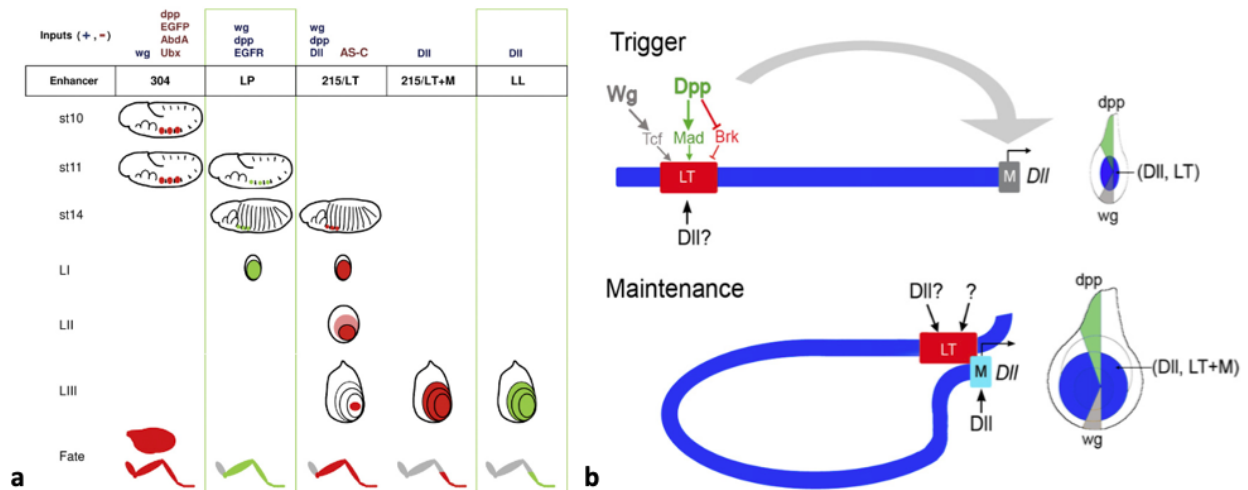 Inputs (+,-)
dpp
EGFP
AbdA
wg Ubx
wg
dpp
EGFR
wg
dpp
Dll AS-C
Dll
Dll
Enhancer 304 LP 215/LT 215/LT+M LL
st10
st11
st14
LI
LII
LIII
Fate
a
Trigger
Wg Dpp
Tcf Mad Brk
LT
M Dll
Dll?
dpp
(Dll, LT)
wg
Maintenance
Dll? ?
LT
M Dll
Dll
dpp
(Dll, LT+M)
wg
b